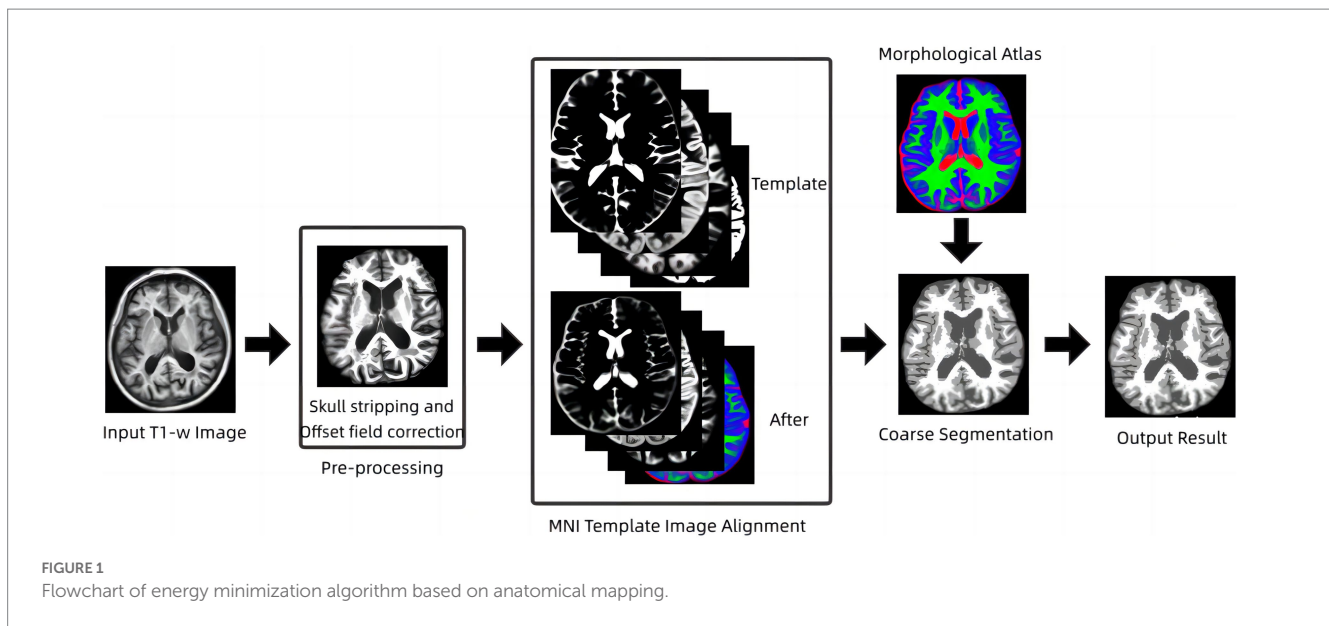 Morphological Atlas
Template
Input T1-w Image
Skull stripping and
Offset field correction
Pre-processing
After
MNI Template Image Alignment
Coarse Segmentation
Output Result
FIGURE 1
Flowchart of energy minimization algorithm based on anatomical mapping.